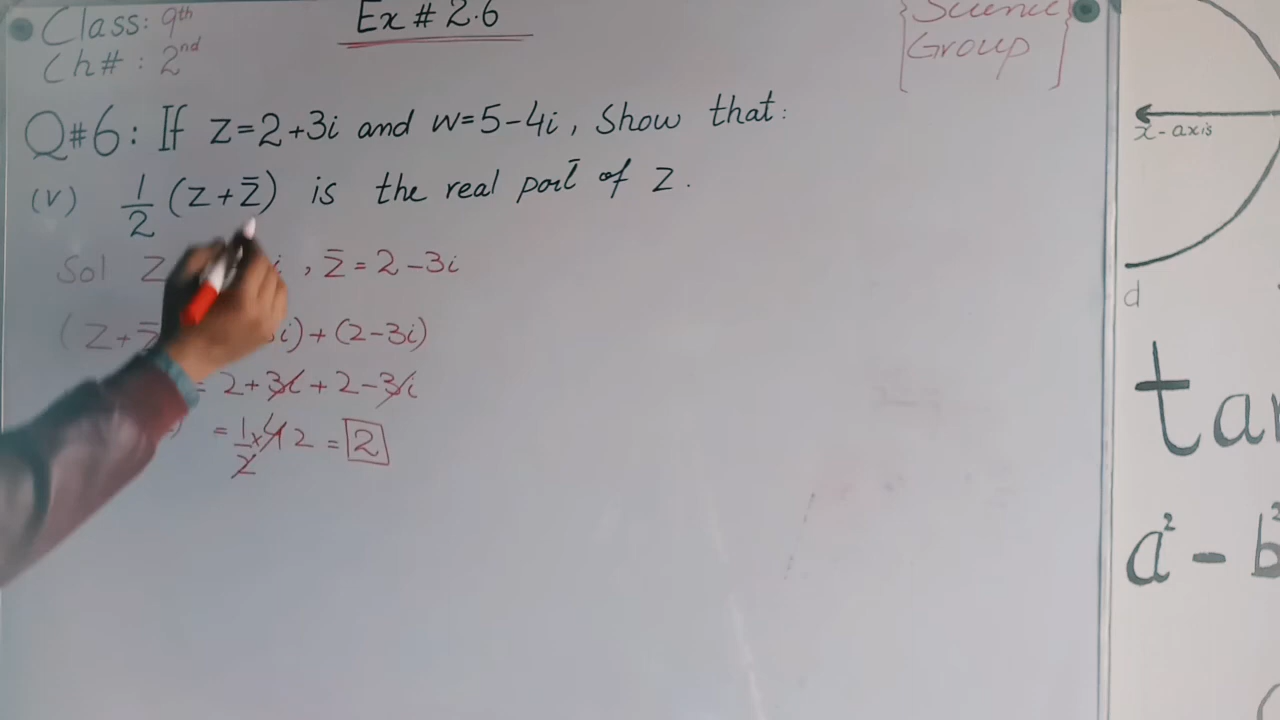 Class: 9th
Ch# : 2nd
Ex # 2.6
Science
Group
Q#6: If z=2+3i and w=5-4i, Show that:
(V) 1/2 (z+z̄) is the real part of z.
Sol z i , z̄ = 2-3i
(z+z̄ i)+(2-3i)
= 2+3i+2-3i
= 1/2 x 4 2 = 2
x-axis
d
tan
a²-b²